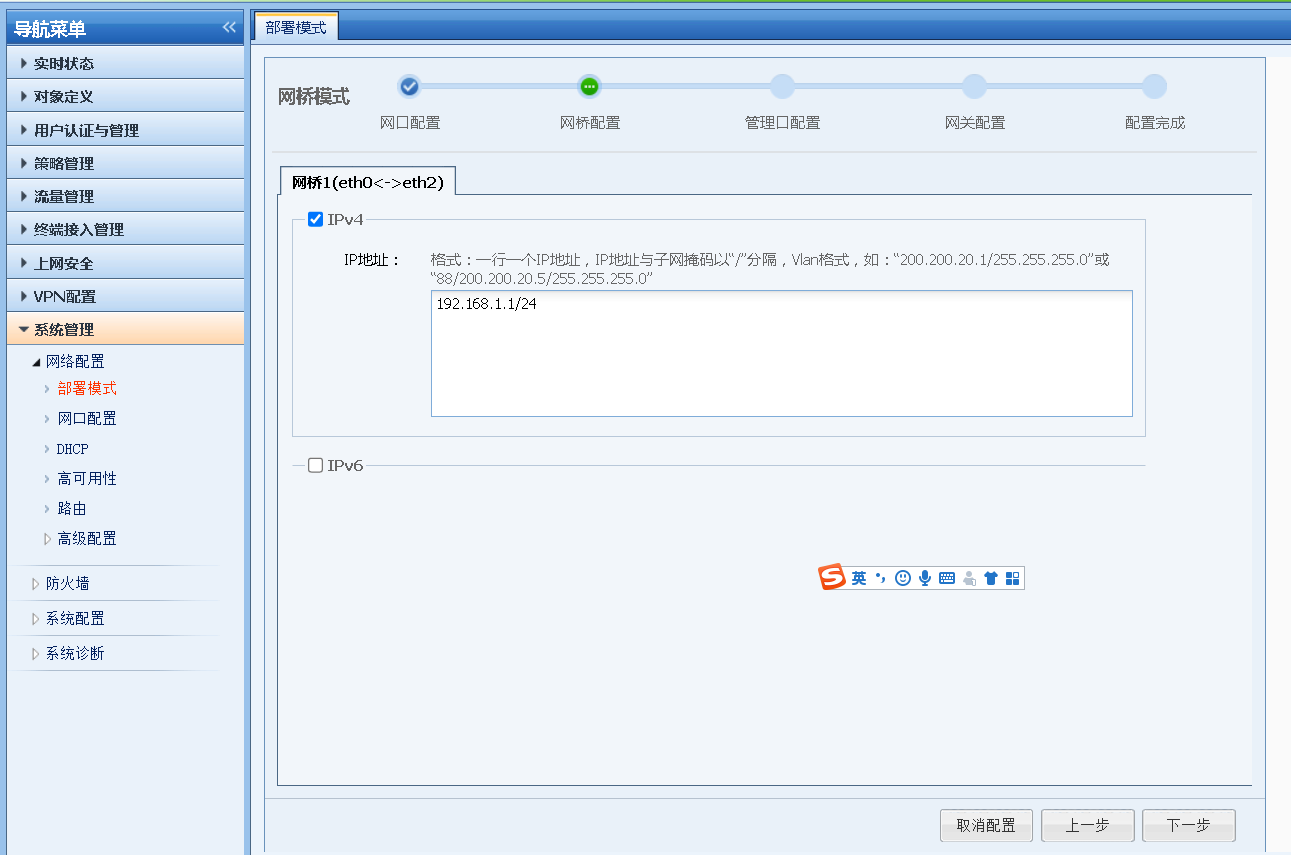 导航菜单
部署模式
实时状态
对象定义
用户认证与管理
策略管理
流量管理
终端接入管理
上网安全
VPN配置
系统管理
网络配置
部署模式
网口配置
DHCP
高可用性
路由
高级配置
防火墙
系统配置
系统诊断
网桥模式
网口配置
网桥配置
管理口配置
网关配置
配置完成
网桥1(eth0<->eth2)
IPv4
IP地址：
格式：一行一个IP地址，IP地址与子网掩码以“/”分隔，Vlan格式，如：“200.200.20.1/255.255.255.0”或
“88/200.200.20.5/255.255.255.0”
192.168.1.1/24
IPv6
S 英
取消配置
上一步
下一步